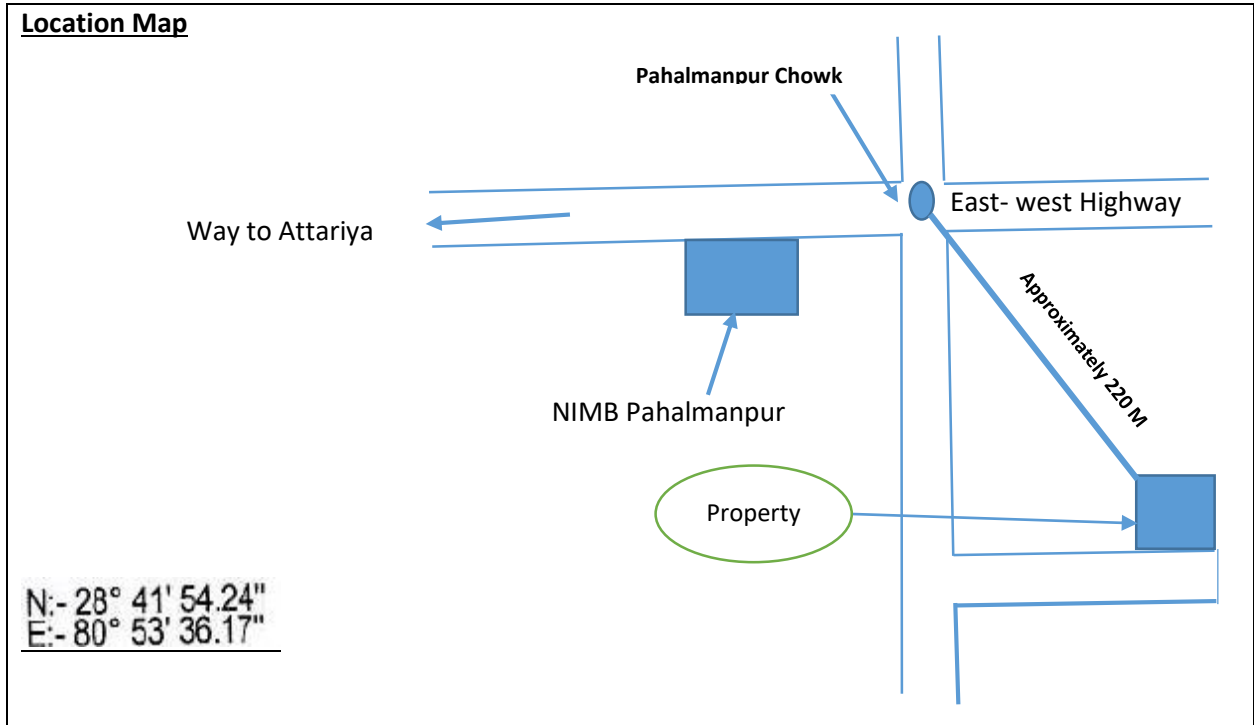 Location Map
Pahalmanpur Chowk
East- west Highway
Way to Attariya
Approximately 220 M
NIMB Pahalmanpur
Property
N:- 28° 41' 54.24"
E:- 80° 53' 36.17"